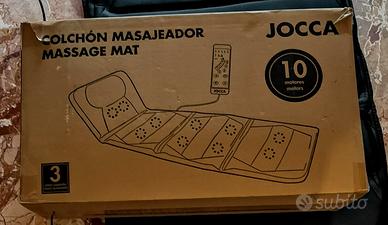 COLCHÓN MASAJEADOR
MASSAGE MAT
JOCCA
10
motores
motors
JOCCA
3
subito